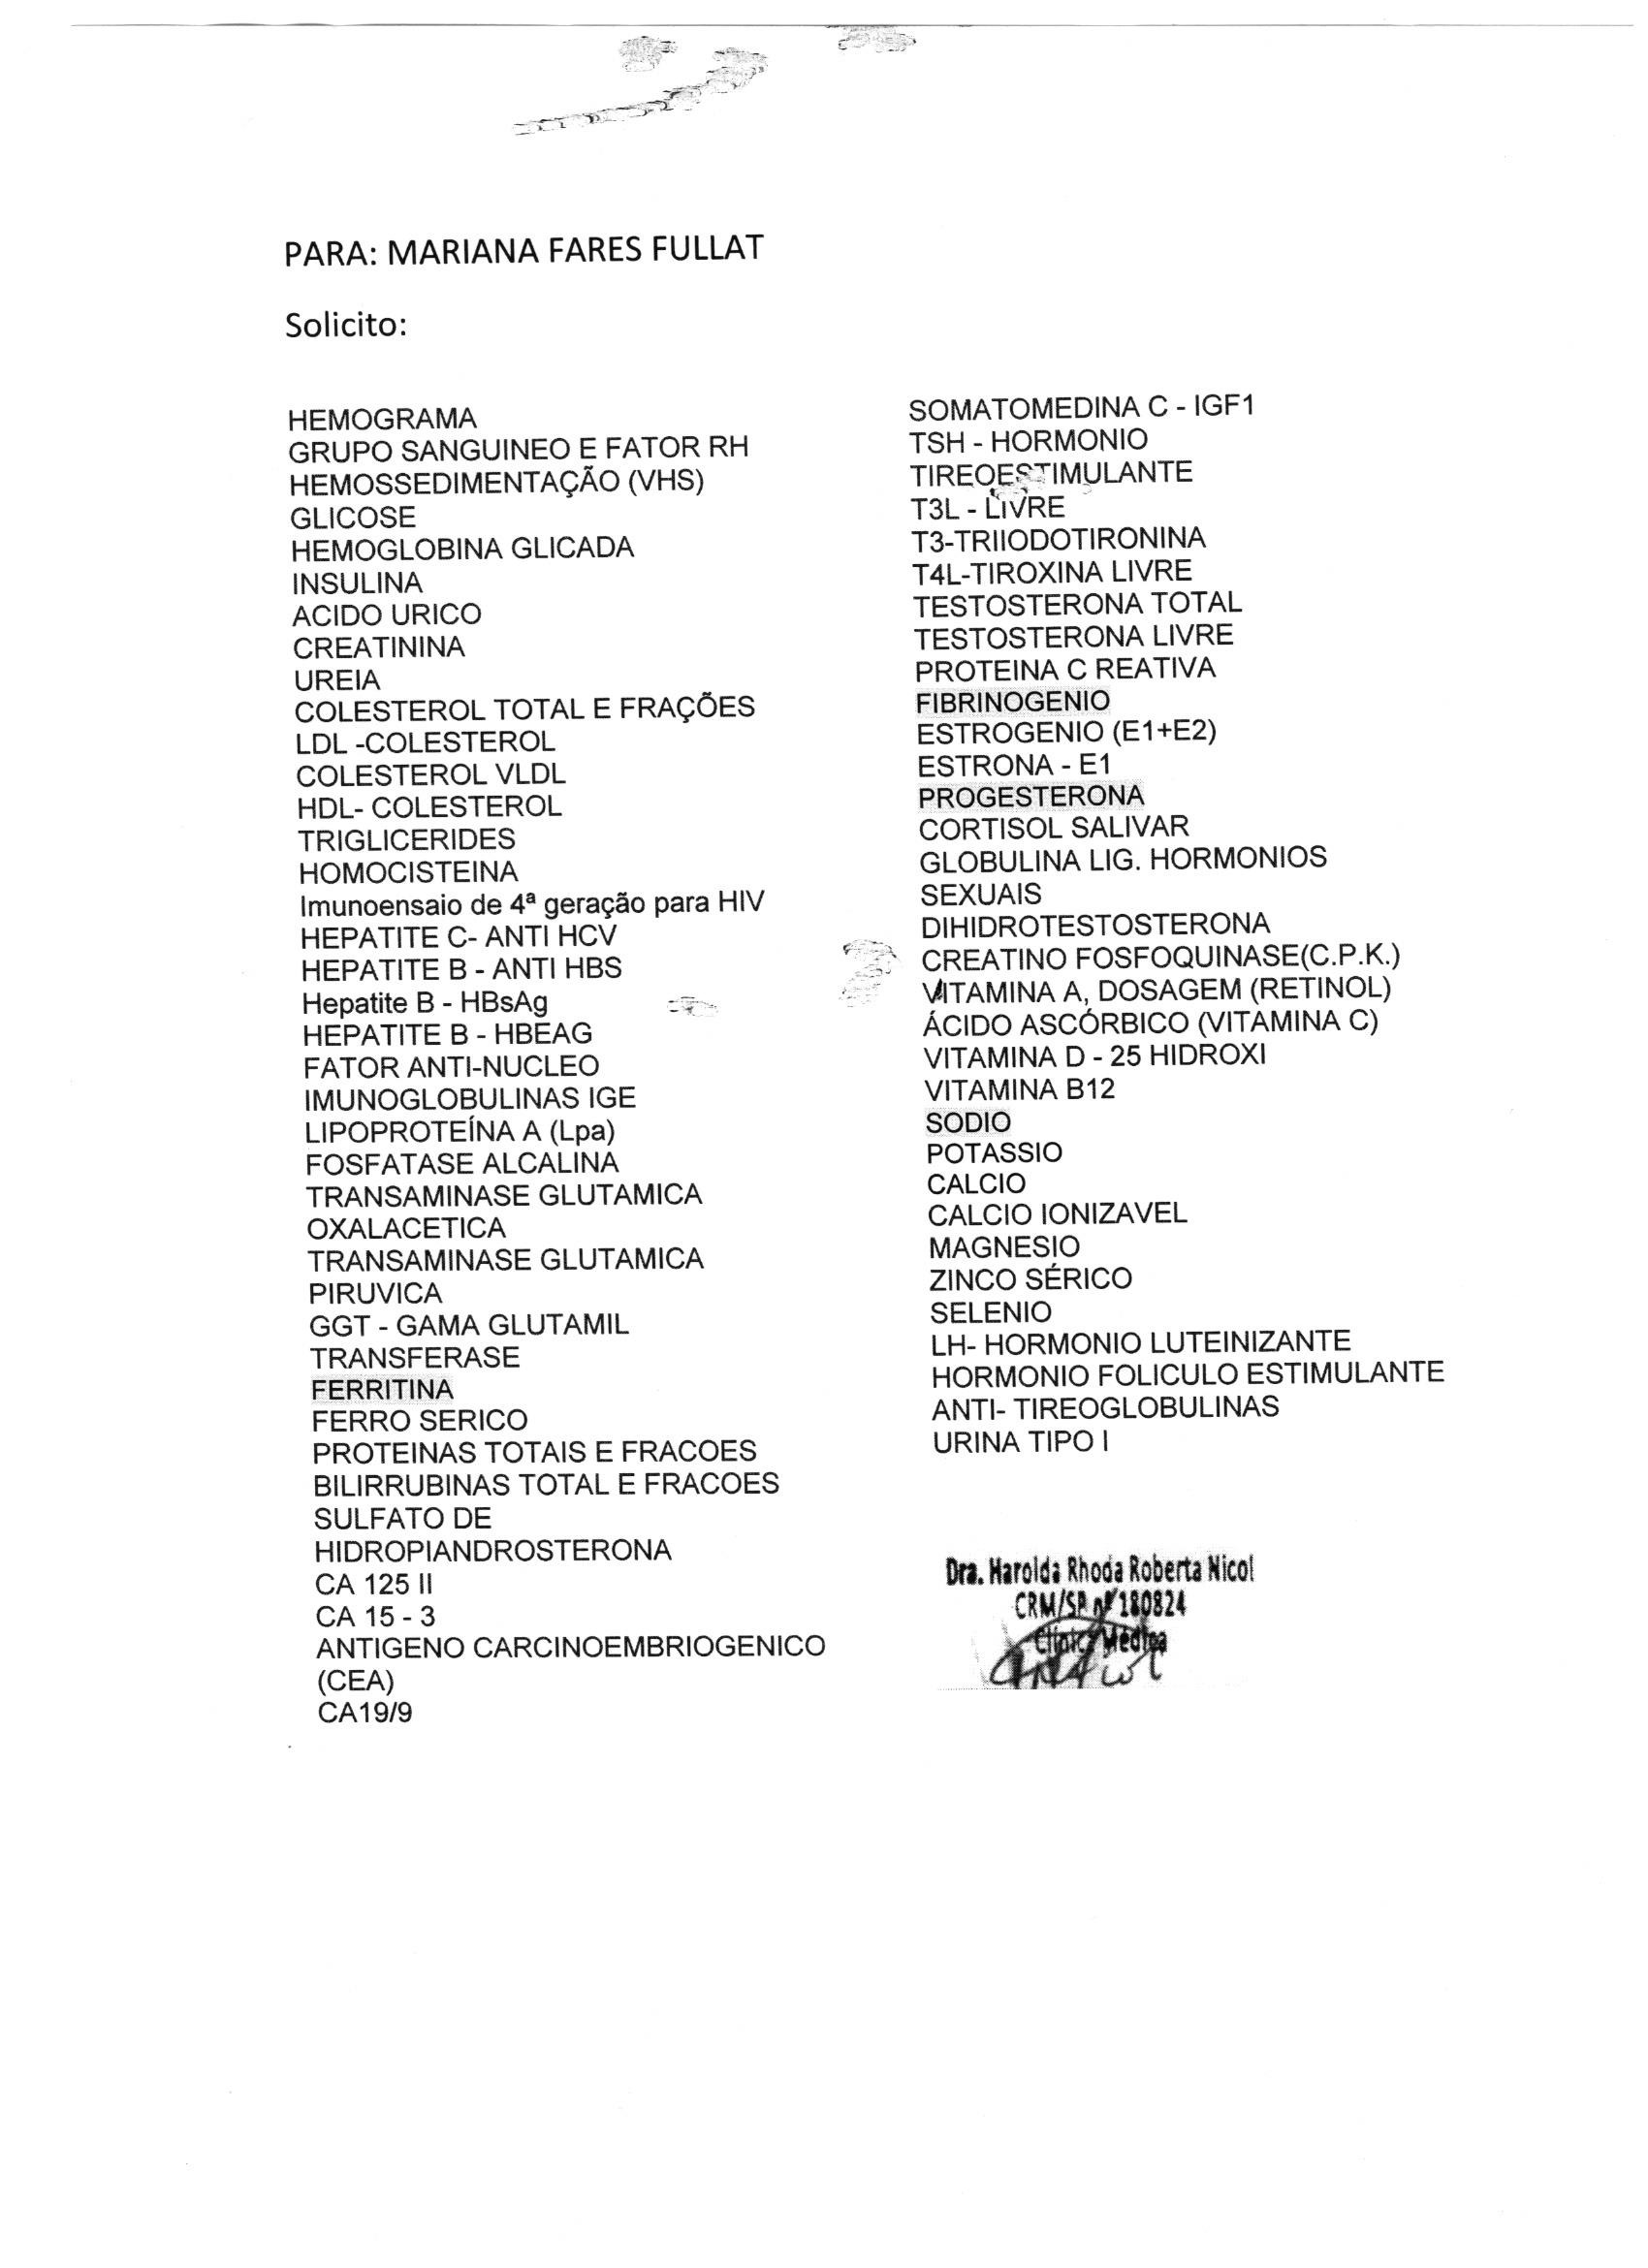 PARA: MARIANA FARES FULLAT
Solicito:
HEMOGRAMA
GRUPO SANGUINEO E FATOR RH
HEMOSSEDIMENTAÇÃO (VHS)
GLICOSE
HEMOGLOBINA GLICADA
INSULINA
ACIDO URICO
CREATININA
UREIA
COLESTEROL TOTAL E FRAÇÕES
LDL -COLESTEROL
COLESTEROL VLDL
HDL- COLESTEROL
TRIGLICERIDES
HOMOCISTEINA
Imunoensaio de 4ª geração para HIV
HEPATITE C- ANTI HCV
HEPATITE B - ANTI HBS
Hepatite B - HBsAg
HEPATITE B - HBEAG
FATOR ANTI-NUCLEO
IMUNOGLOBULINAS IGE
LIPOPROTEÍNA A (Lpa)
FOSFATASE ALCALINA
TRANSAMINASE GLUTAMICA
OXALACETICA
TRANSAMINASE GLUTAMICA
PIRUVICA
GGT - GAMA GLUTAMIL
TRANSFERASE
FERRITINA
FERRO SERICO
PROTEINAS TOTAIS E FRACOES
BILIRRUBINAS TOTAL E FRACOES
SULFATO DE
HIDROPIANDROSTERONA
CA 125 II
CA 15 - 3
ANTIGENO CARCINOEMBRIOGENICO
(CEA)
CA19/9
SOMATOMEDINA C - IGF1
TSH - HORMONIO
TIREOESTIMULANTE
T3L - LIVRE
T3-TRIIODOTIRONINA
T4L-TIROXINA LIVRE
TESTOSTERONA TOTAL
TESTOSTERONA LIVRE
PROTEINA C REATIVA
FIBRINOGENIO
ESTROGENIO (E1+E2)
ESTRONA - E1
PROGESTERONA
CORTISOL SALIVAR
GLOBULINA LIG. HORMONIOS
SEXUAIS
DIHIDROTESTOSTERONA
CREATINO FOSFOQUINASE(C.P.K.)
VITAMINA A, DOSAGEM (RETINOL)
ÁCIDO ASCÓRBICO (VITAMINA C)
VITAMINA D - 25 HIDROXI
VITAMINA B12
SODIO
POTASSIO
CALCIO
CALCIO IONIZAVEL
MAGNESIO
ZINCO SÉRICO
SELENIO
LH- HORMONIO LUTEINIZANTE
HORMONIO FOLICULO ESTIMULANTE
ANTI- TIREOGLOBULINAS
URINA TIPO I
Dra. Harolda Rhoda Roberta Nicol
CRM/SP nº 180824
Clínica Médica